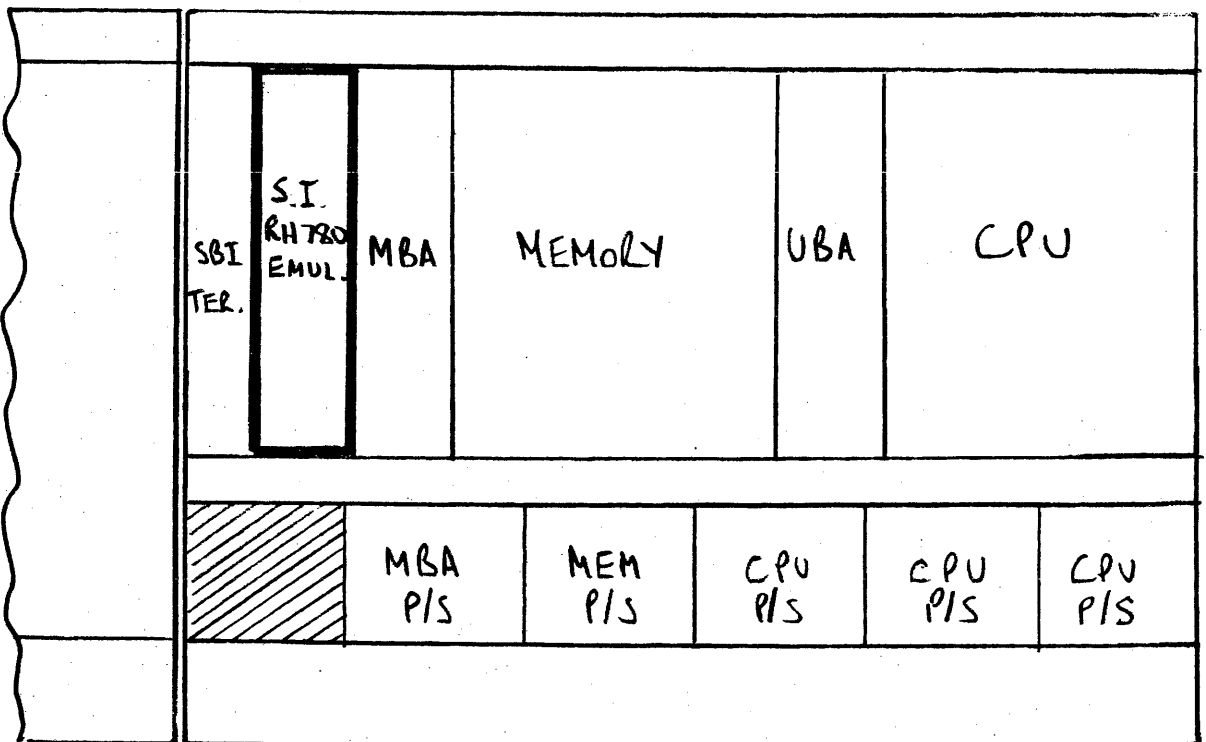 SBI
TER.
S.I.
RH780
EMUL.
MBA
MEMORY
UBA
CPU
MBA
P/S
MEM
P/S
CPU
P/S
CPU
P/S
CPU
P/S